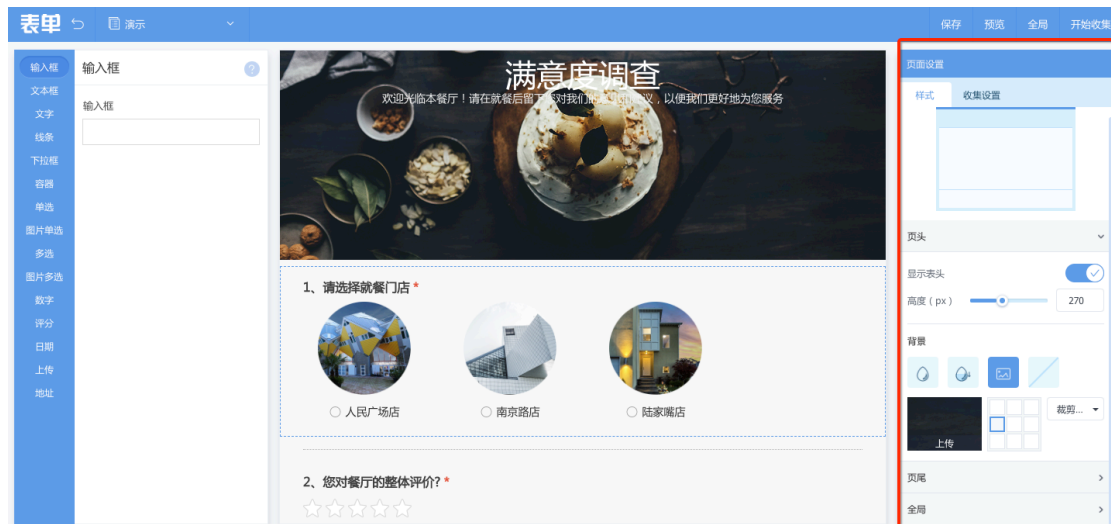 表单 演示 保存 预览 全局 开始收集
输入框
文本框
文字
线条
下拉框
容器
单选
图片单选
多选
图片多选
数字
评分
日期
上传
地址
输入框 ?
输入框
满意度调查
欢迎光临本餐厅！请在就餐后留下您对我们的
议，以便我们更好地为您服务
1、请选择就餐门店 *
人民广场店 南京路店 陆家嘴店
2、您对餐厅的整体评价? *
页面设置
样式 收集设置
页头
显示表头
高度 ( px ) 270
背景
上传 裁剪...
页尾
全局